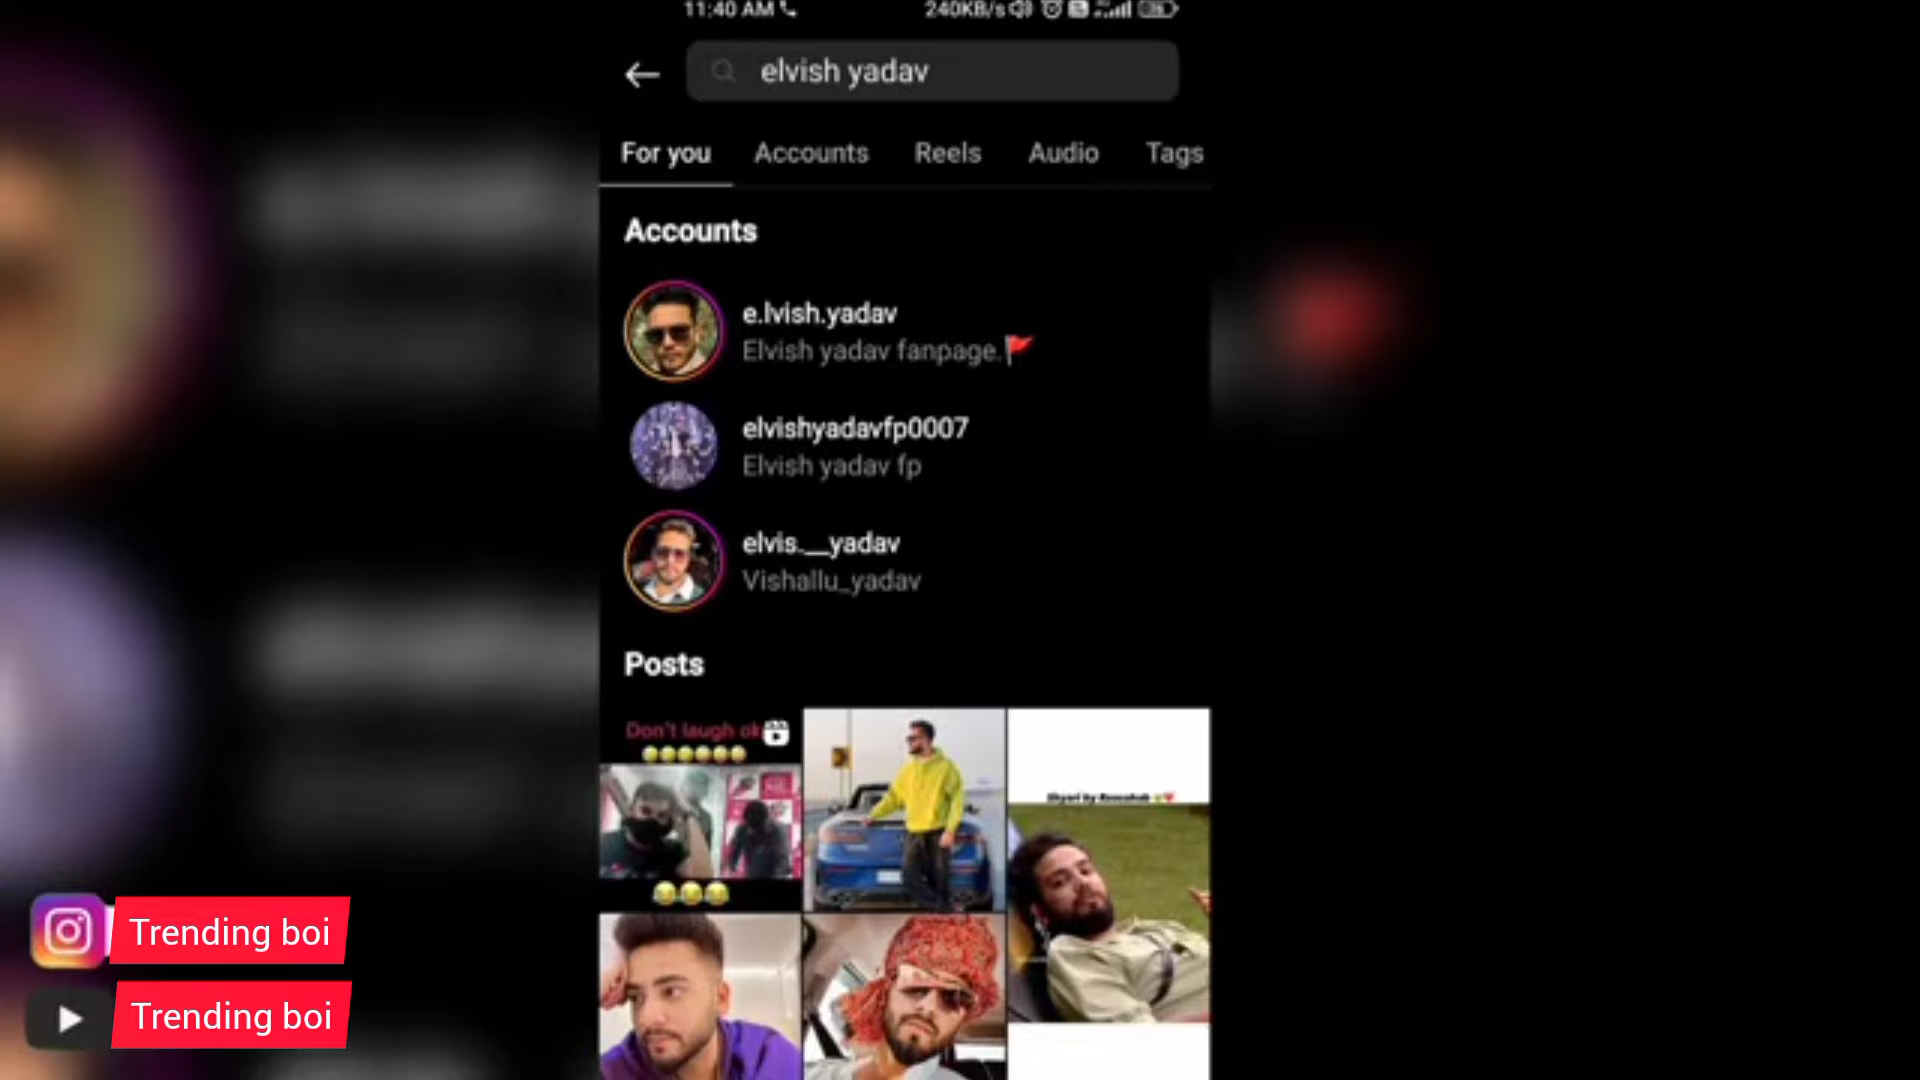 11:40 AM
240KB/s
elvish yadav
For you Accounts Reels Audio Tags
Accounts
e.lvish.yadav
Elvish yadav fanpage.🚩
elvishyadavfp0007
Elvish yadav fp
elvis.__yadav
Vishallu_yadav
Posts
Don't laugh ok
Trending boi
Trending boi